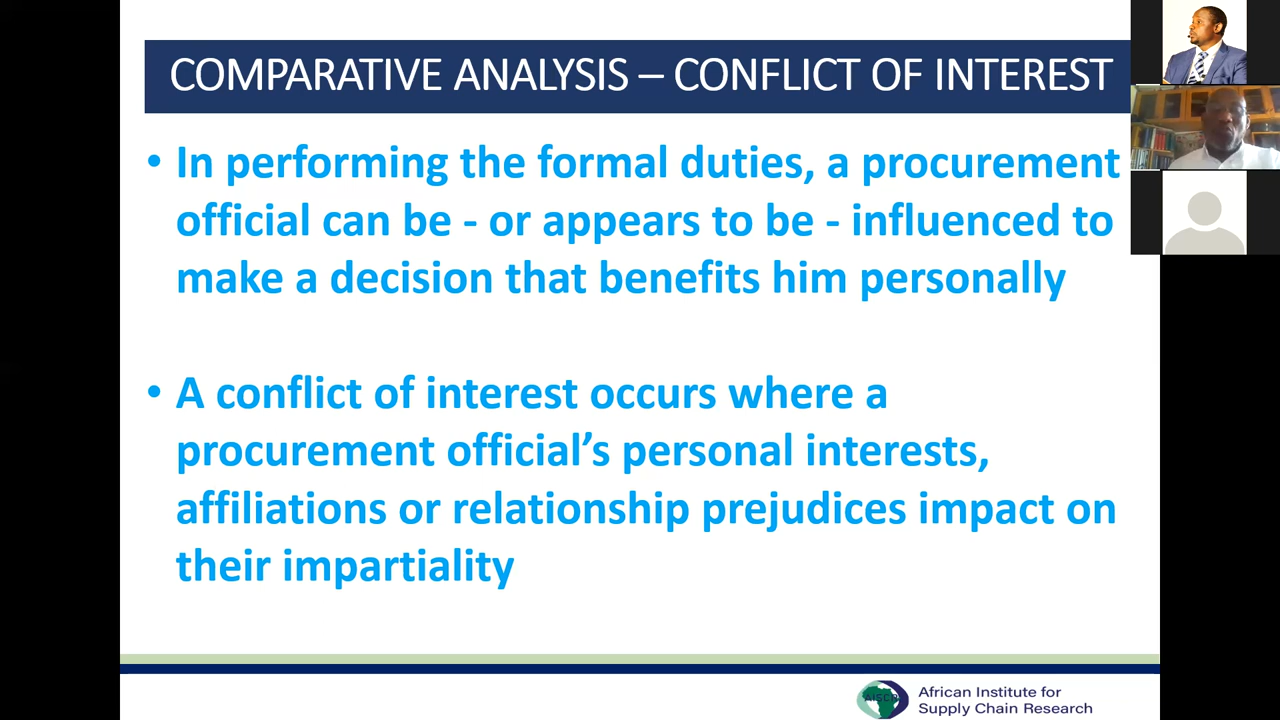 COMPARATIVE ANALYSIS – CONFLICT OF INTEREST
• In performing the formal duties, a procurement
official can be - or appears to be - influenced to
make a decision that benefits him personally
• A conflict of interest occurs where a
procurement official’s personal interests,
affiliations or relationship prejudices impact on
their impartiality
AISCR
African Institute for
Supply Chain Research